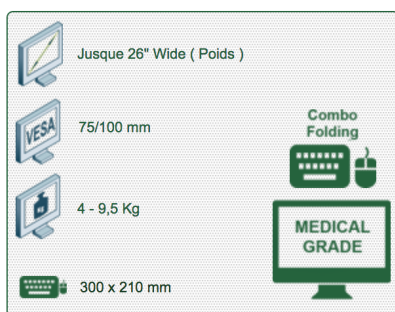 Jusque 26" Wide ( Poids )
VESA
75/100 mm
Combo
Folding
KG
4 - 9,5 Kg
MEDICAL
GRADE
300 x 210 mm